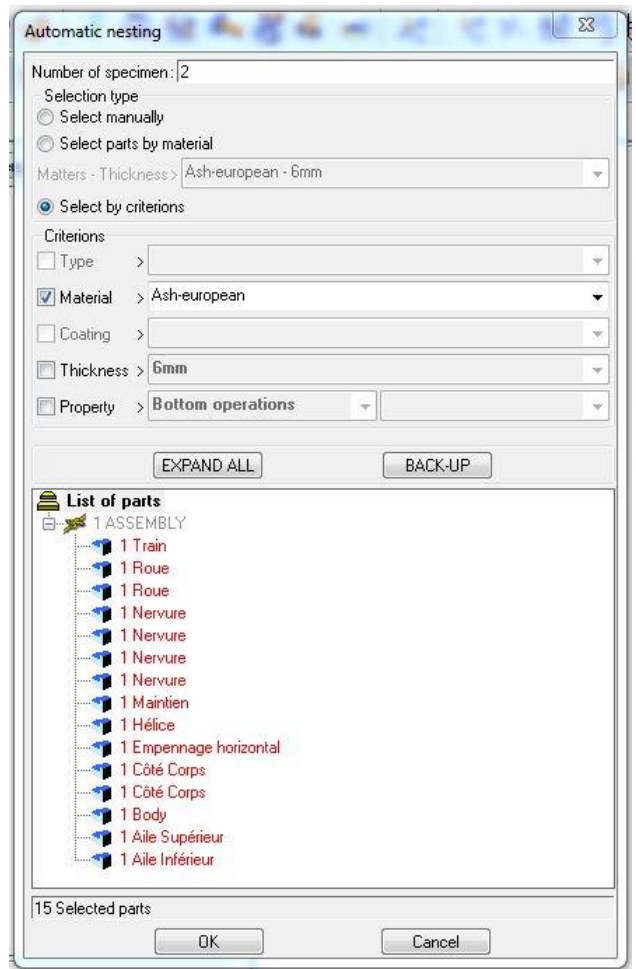 Automatic nesting
Number of specimen: 2
Selection type
Select manually
Select parts by material
Matters - Thickness > Ash-european - 6mm
Select by criterions
Criterions
Type >
Material > Ash-european
Coating >
Thickness > 6mm
Property > Bottom operations
EXPAND ALL BACK-UP
List of parts
1 ASSEMBLY
1 Train
1 Roue
1 Roue
1 Nervure
1 Nervure
1 Nervure
1 Nervure
1 Maintien
1 Hélice
1 Empennage horizontal
1 Côté Corps
1 Côté Corps
1 Body
1 Aile Supérieur
1 Aile Inférieur
15 Selected parts
OK Cancel